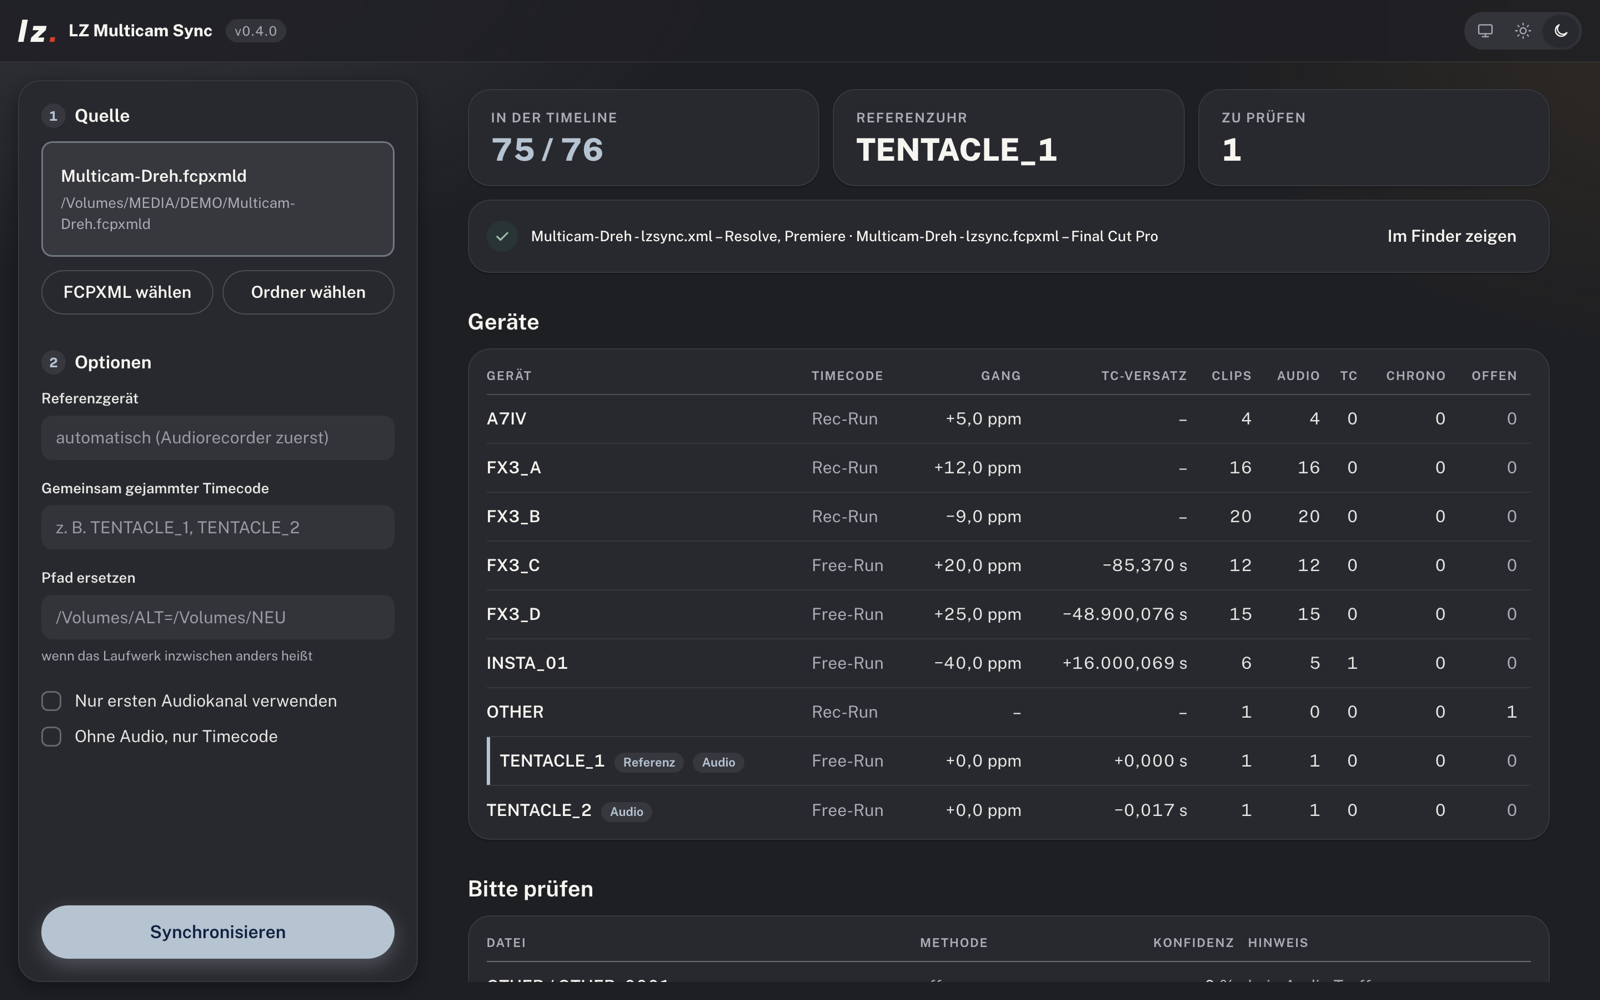 lz. LZ Multicam Sync v0.4.0
1 Quelle
Multicam-Dreh.fcpxmld
/Volumes/MEDIA/DEMO/Multicam-
Dreh.fcpxmld
FCPXML wählen Ordner wählen
2 Optionen
Referenzgerät
automatisch (Audiorecorder zuerst)
Gemeinsam gejammter Timecode
z. B. TENTACLE_1, TENTACLE_2
Pfad ersetzen
/Volumes/ALT=/Volumes/NEU
wenn das Laufwerk inzwischen anders heißt
Nur ersten Audiokanal verwenden
Ohne Audio, nur Timecode
Synchronisieren
IN DER TIMELINE
75 / 76
REFERENZUHR
TENTACLE_1
ZU PRÜFEN
1
Multicam-Dreh - lzsync.xml – Resolve, Premiere · Multicam-Dreh - lzsync.fcpxml – Final Cut Pro Im Finder zeigen
Geräte
GERÄT TIMECODE GANG TC-VERSATZ CLIPS AUDIO TC CHRONO OFFEN
A7IV Rec-Run +5,0 ppm – 4 4 0 0 0
FX3_A Rec-Run +12,0 ppm – 16 16 0 0 0
FX3_B Rec-Run −9,0 ppm – 20 20 0 0 0
FX3_C Free-Run +20,0 ppm −85,370 s 12 12 0 0 0
FX3_D Free-Run +25,0 ppm −48.900,076 s 15 15 0 0 0
INSTA_01 Free-Run −40,0 ppm +16.000,069 s 6 5 1 0 0
OTHER Rec-Run – – 1 0 0 0 1
TENTACLE_1 Referenz Audio Free-Run +0,0 ppm +0,000 s 1 1 0 0 0
TENTACLE_2 Audio Free-Run +0,0 ppm −0,017 s 1 1 0 0 0
Bitte prüfen
DATEI METHODE KONFIDENZ HINWEIS